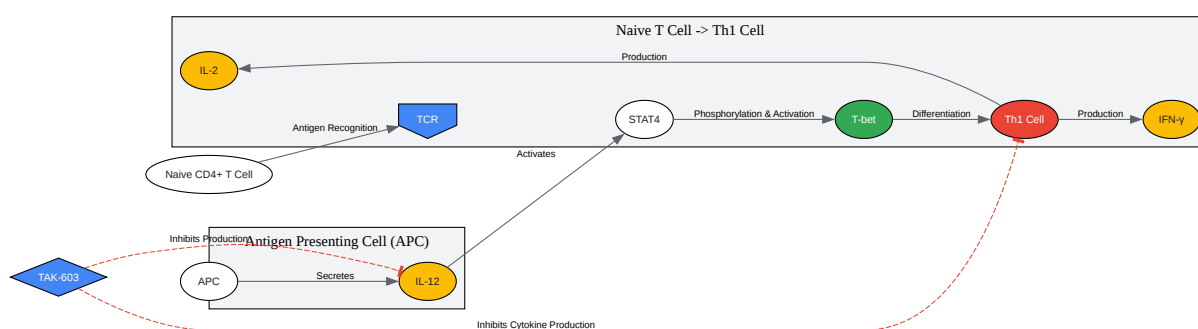 Naive T Cell -> Th1 Cell
IL-2
Production
TCR
Antigen Recognition
STAT4
Phosphorylation & Activation
T-bet
Differentiation
Th1 Cell
Production
IFN-γ
Activates
Naive CD4+ T Cell
Inhibits Production
Antigen Presenting Cell (APC)
TAK-603
APC
Secretes
IL-12
Inhibits Cytokine Production